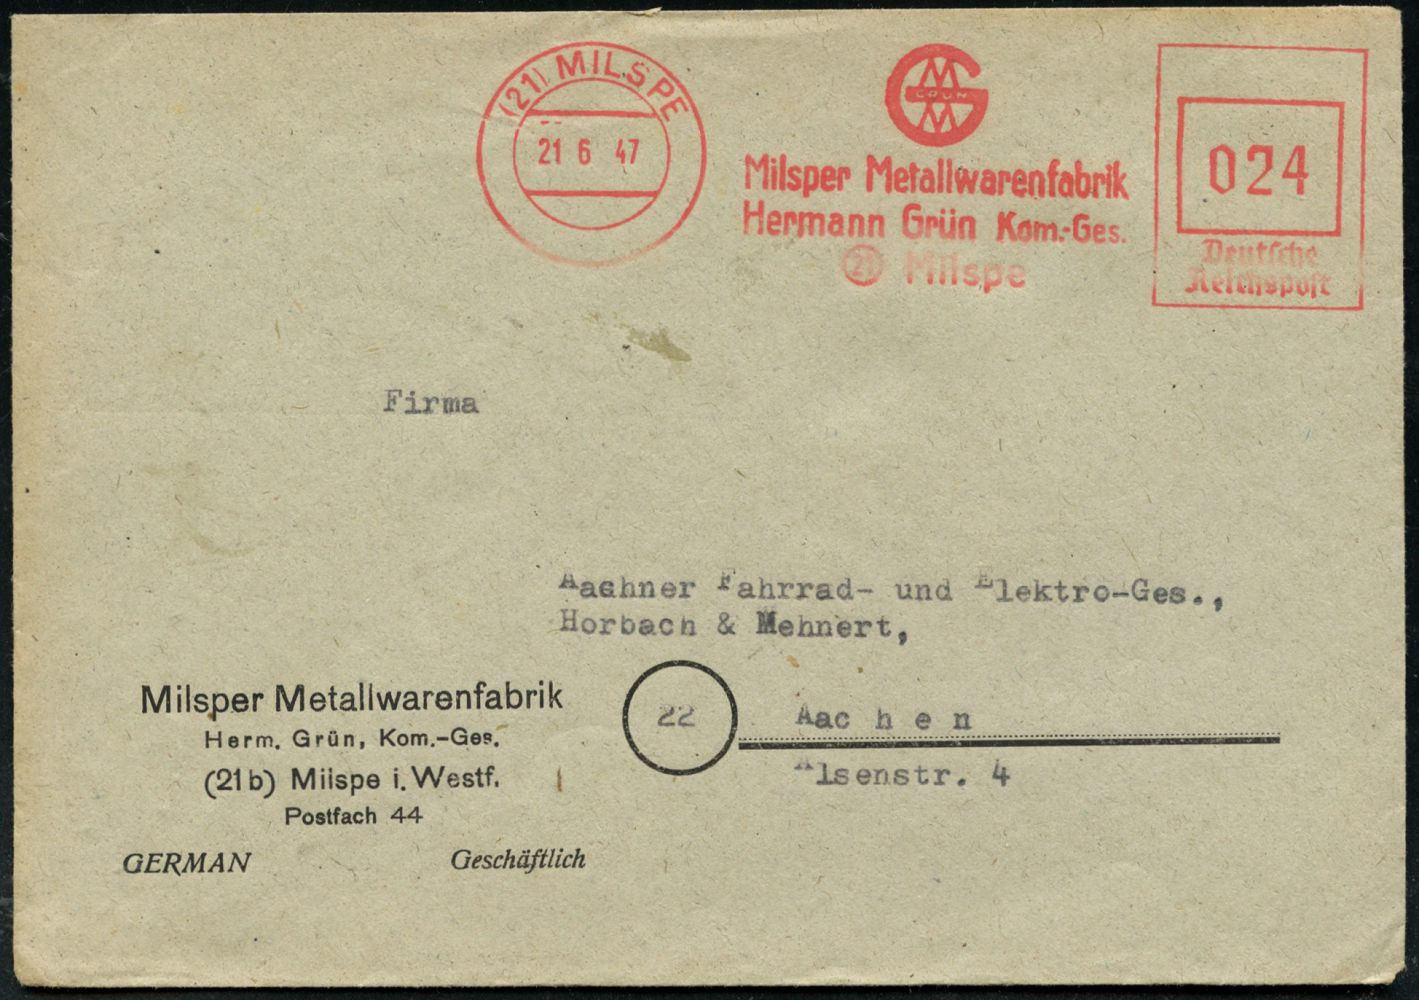 (21) MILSPE
21 6 47
M
GRÜN
M
Milsper Metallwarenfabrik
Hermann Grün Kom.-Ges.
21 Milspe
024
Deutsche
Reichspost
Firma
Aachner Fahrrad- und Elektro-Ges.,
Horbach & Mehnert,
22 Aac h e n
Alsenstr. 4
Milsper Metallwarenfabrik
Herm. Grün, Kom.-Ges.
(21b) Milspe i. Westf.
Postfach 44
GERMAN Geschäftlich